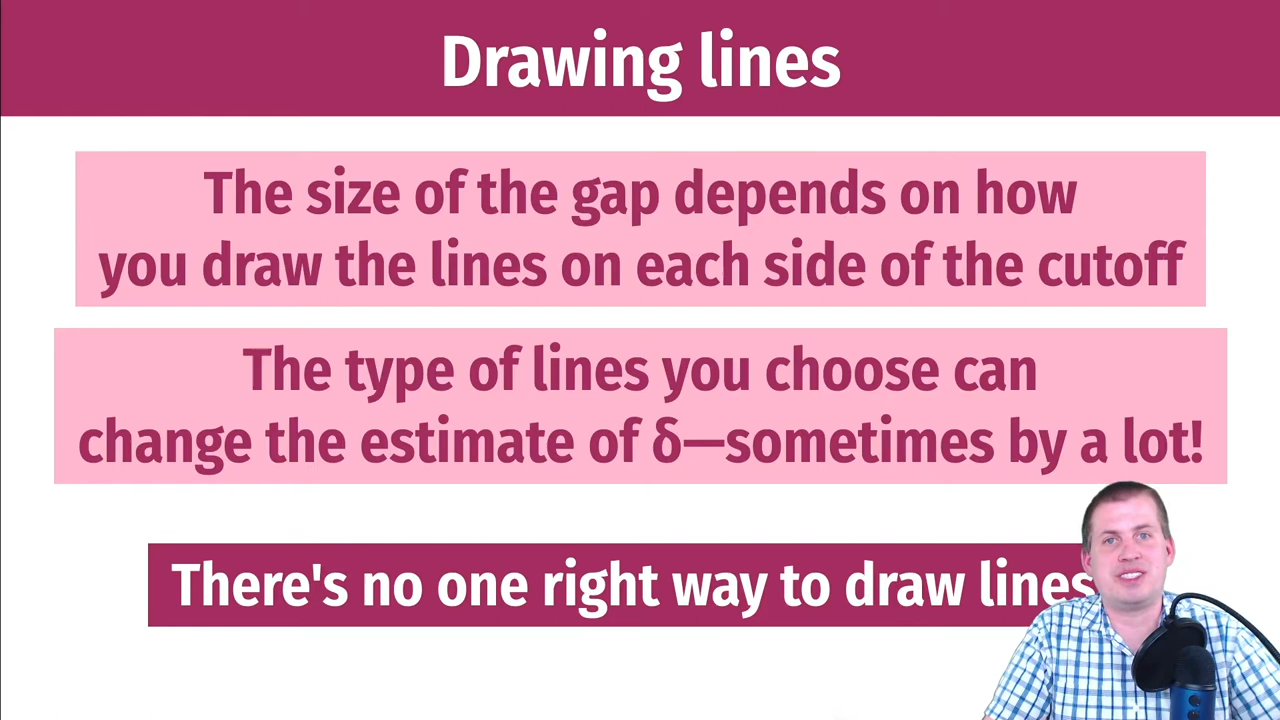 Drawing lines
The size of the gap depends on how
you draw the lines on each side of the cutoff
The type of lines you choose can
change the estimate of δ—sometimes by a lot!
There's no one right way to draw lines